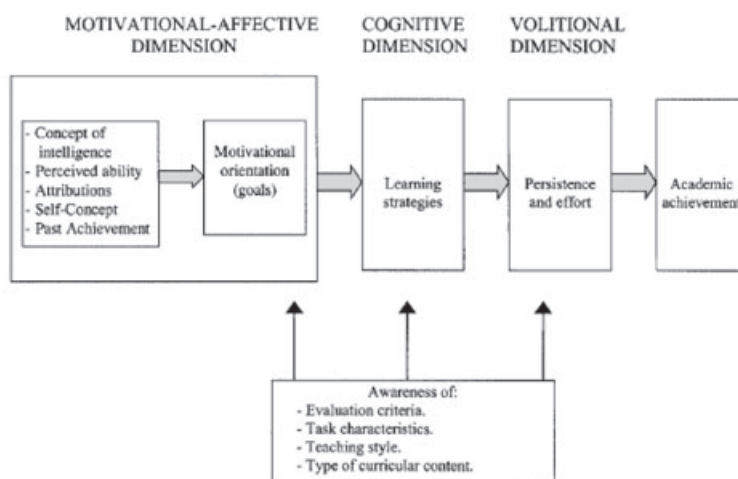 MOTIVATIONAL-AFFECTIVE
DIMENSION
COGNITIVE
DIMENSION
VOLITIONAL
DIMENSION
- Concept of
intelligence
- Perceived ability
- Attributions
- Self-Concept
- Past Achievement
Motivational
orientation
(goals)
Learning
strategies
Persistence
and effort
Academic
achievement
Awareness of:
- Evaluation criteria.
- Task characteristics.
- Teaching style.
- Type of curricular content.